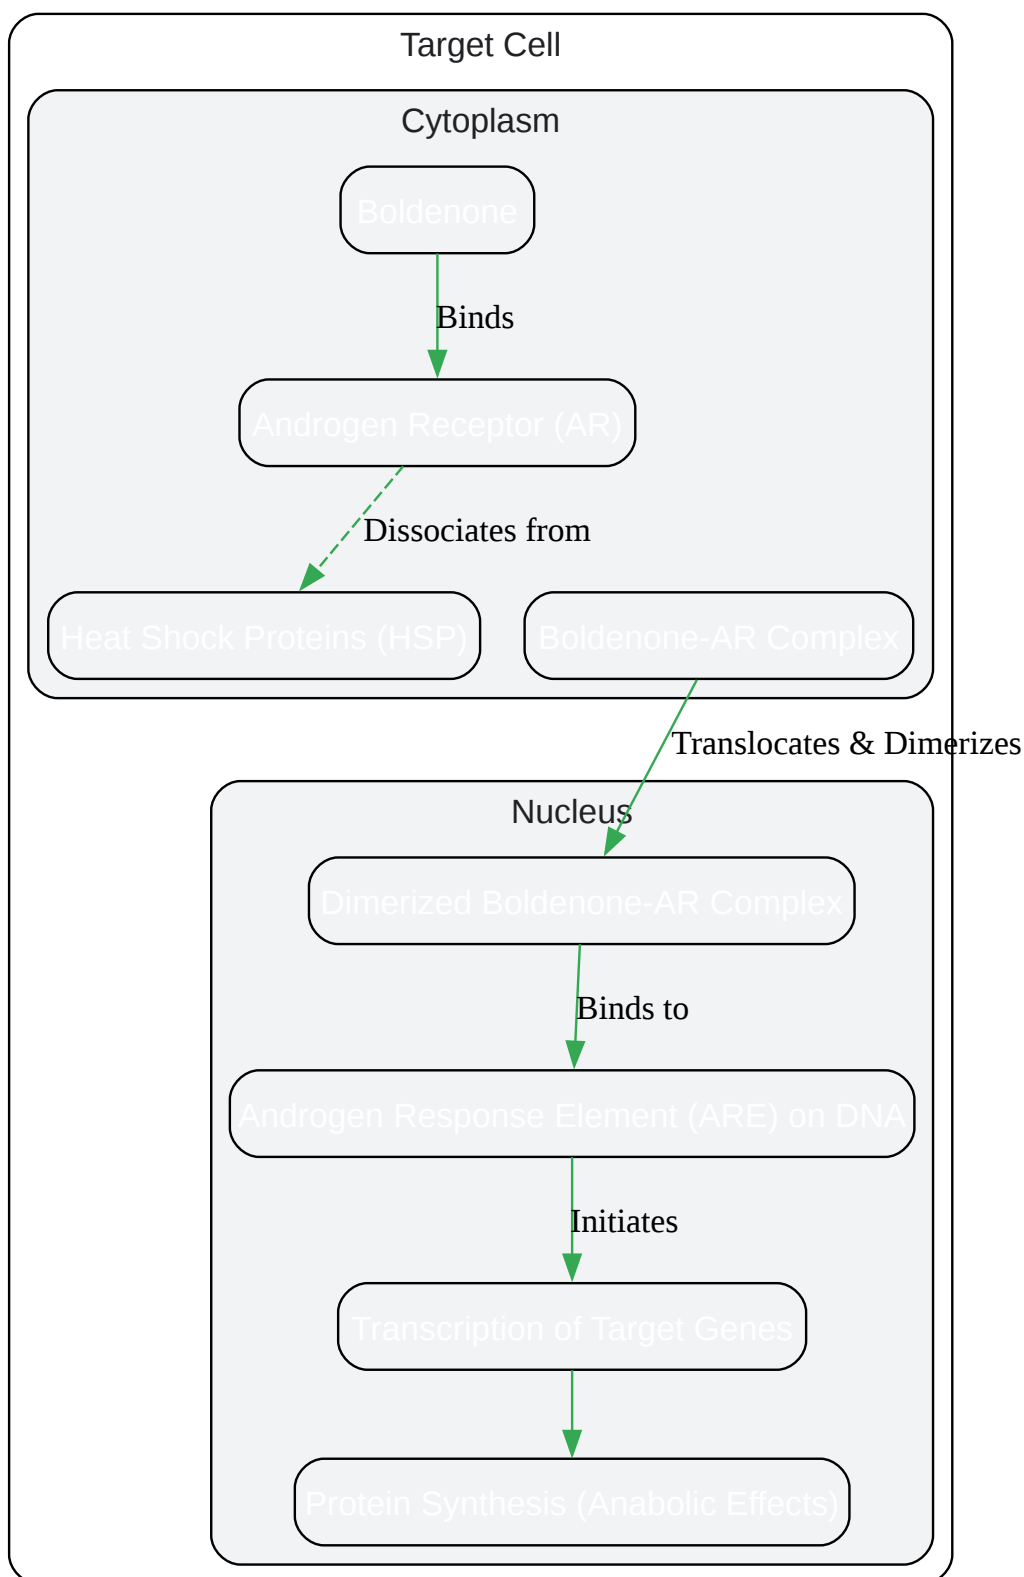 Target Cell
Cytoplasm
Boldenone
Binds
Androgen Receptor (AR)
Dissociates from
Heat Shock Proteins (HSP)
Boldenone-AR Complex
Translocates & Dimerizes
Nucleus
Dimerized Boldenone-AR Complex
Binds to
Androgen Response Element (ARE) on DNA
Initiates
Transcription of Target Genes
Protein Synthesis (Anabolic Effects)